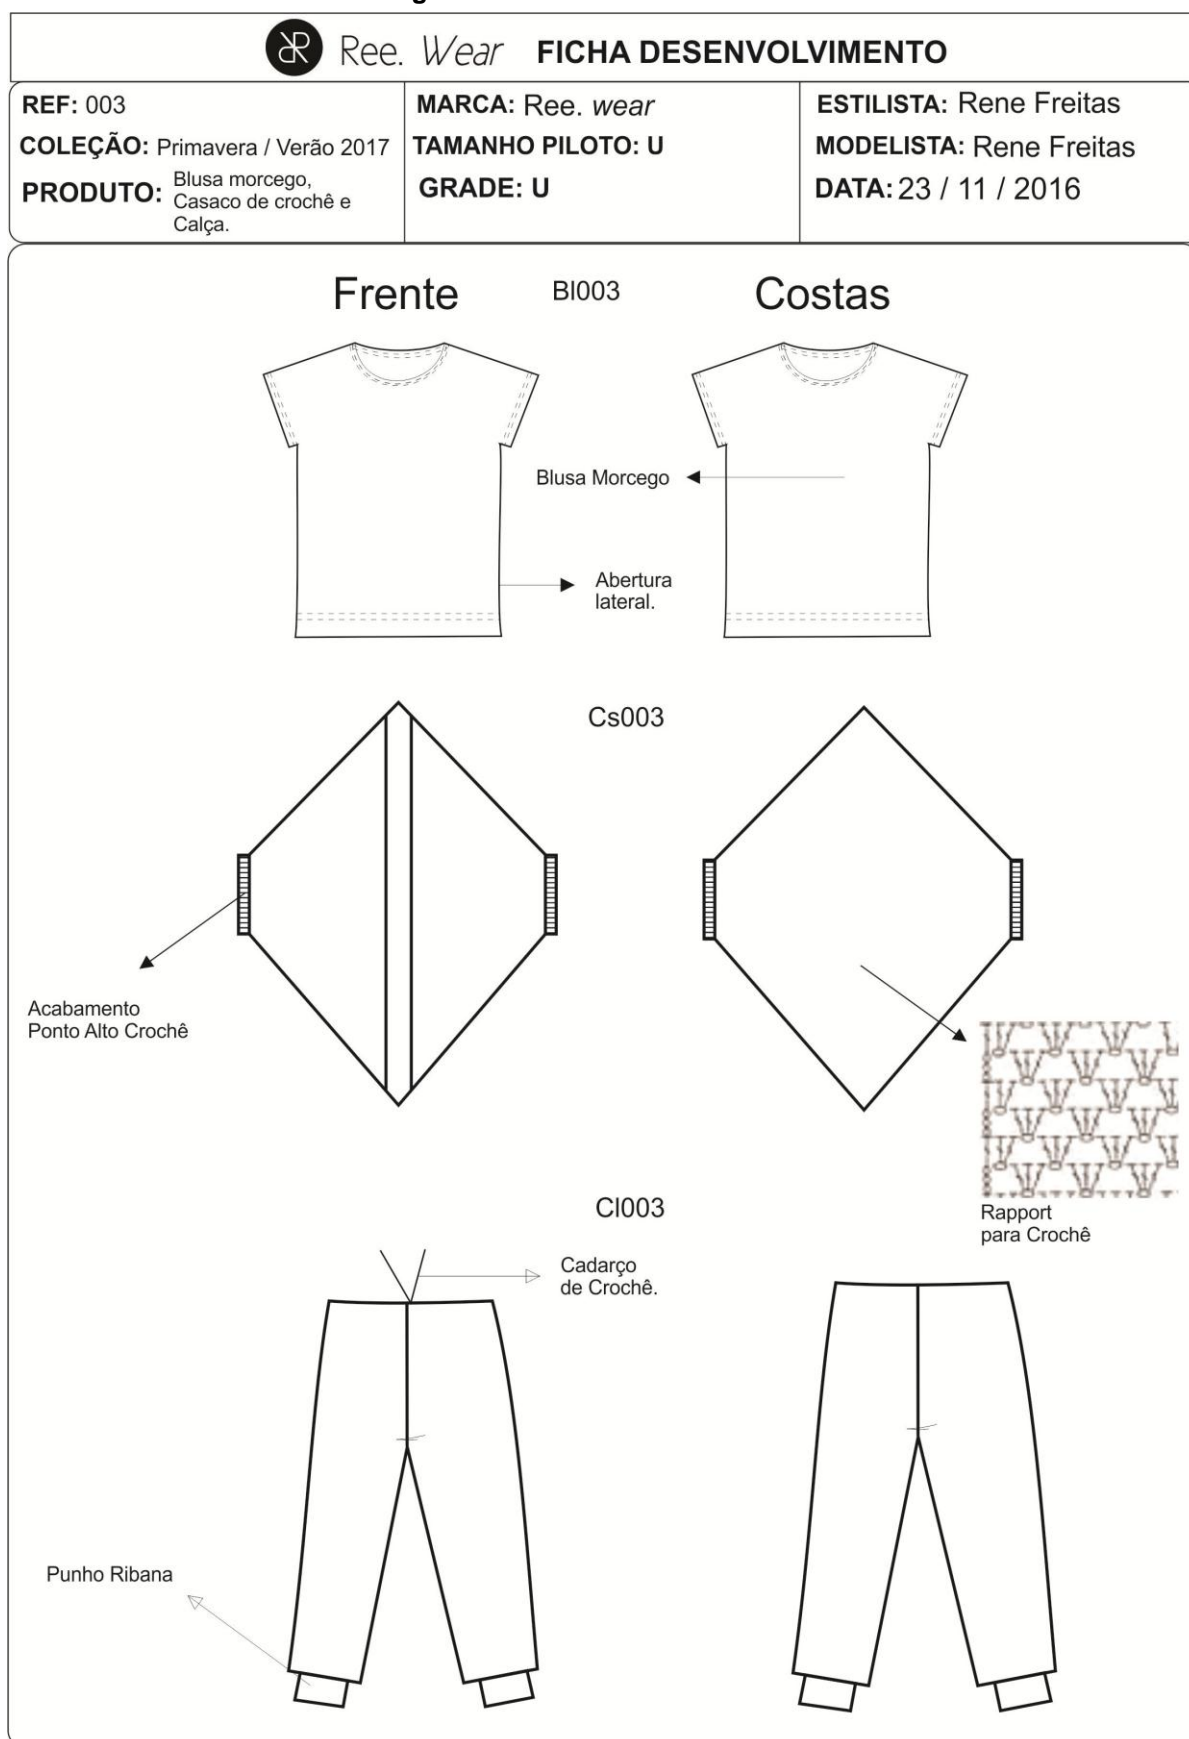 Ree. Wear FICHA DESENVOLVIMENTO
REF: 003
COLEÇÃO: Primavera / Verão 2017
PRODUTO: Blusa morcego,
Casaco de crochê e
Calça.
MARCA: Ree. wear
TAMANHO PILOTO: U
GRADE: U
ESTILISTA: Rene Freitas
MODELISTA: Rene Freitas
DATA: 23 / 11 / 2016
Frente Bl003 Costas
Blusa Morcego
Abertura
lateral.
Cs003
Acabamento
Ponto Alto Crochê
Rapport
para Crochê
Cl003
Cadarço
de Crochê.
Punho Ribana